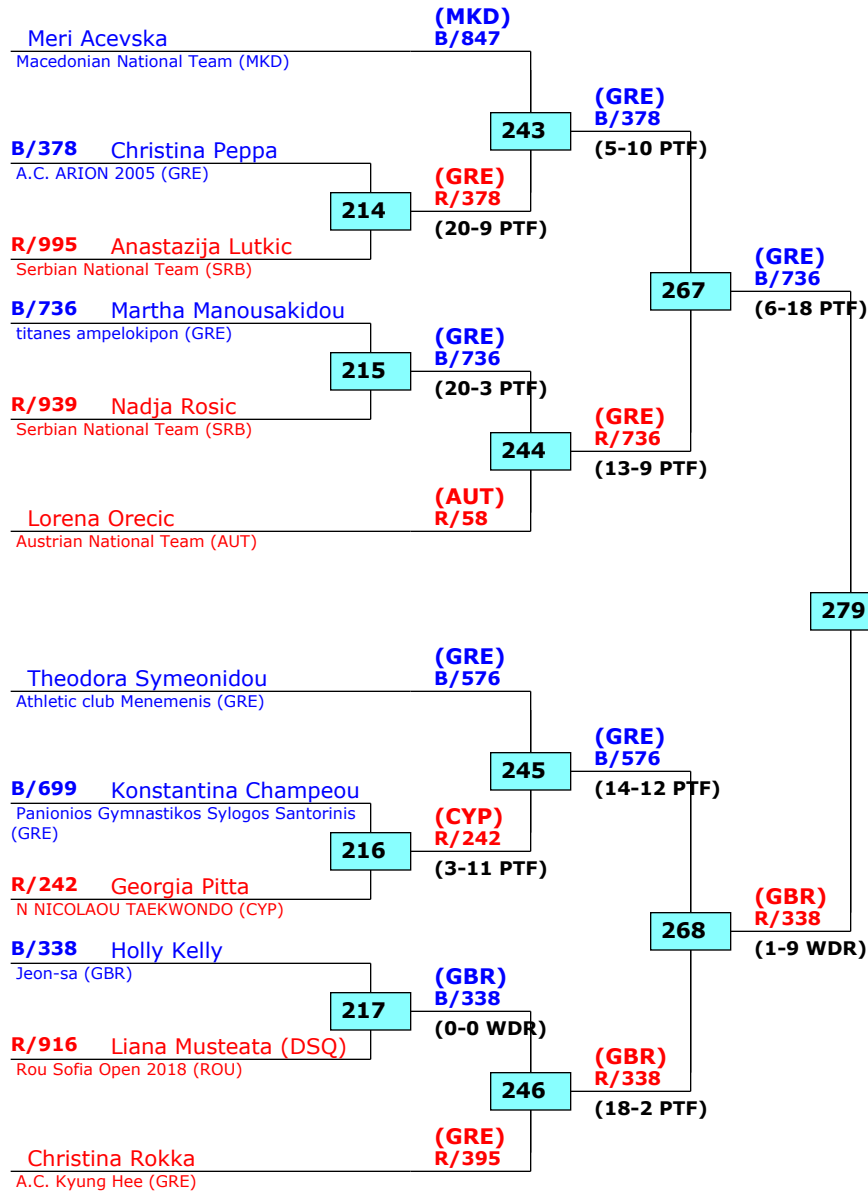 (MKD)
Meri Acevska
B/847
Macedonian National Team (MKD)
(GRE)
B/378
243
(5-10 PTF)
B/378 Christina Peppa
A.C. ARION 2005 (GRE)
(GRE)
R/378
214
(20-9 PTF)
R/995 Anastazija Lutkic
Serbian National Team (SRB)
(GRE)
B/736
267
(6-18 PTF)
B/736 Martha Manousakidou
titanes ampelokipon (GRE)
(GRE)
B/736
215
(20-3 PTF)
R/939 Nadja Rosic
Serbian National Team (SRB)
(GRE)
R/736
244
(13-9 PTF)
(AUT)
R/58
Lorena Orecic
Austrian National Team (AUT)
279
(GRE)
B/576
Theodora Symeonidou
Athletic club Menemenis (GRE)
(GRE)
B/576
245
(14-12 PTF)
B/699 Konstantina Champeou
Panionios Gymnastikos Sylogos Santorinis
(GRE)
(CYP)
R/242
216
(3-11 PTF)
R/242 Georgia Pitta
N NICOLAOU TAEKWONDO (CYP)
(GBR)
R/338
268
(1-9 WDR)
B/338 Holly Kelly
Jeon-sa (GBR)
(GBR)
B/338
217
(0-0 WDR)
R/916 Liana Musteata (DSQ)
Rou Sofia Open 2018 (ROU)
(GBR)
R/338
246
(18-2 PTF)
(GRE)
R/395
Christina Rokka
A.C. Kyung Hee (GRE)